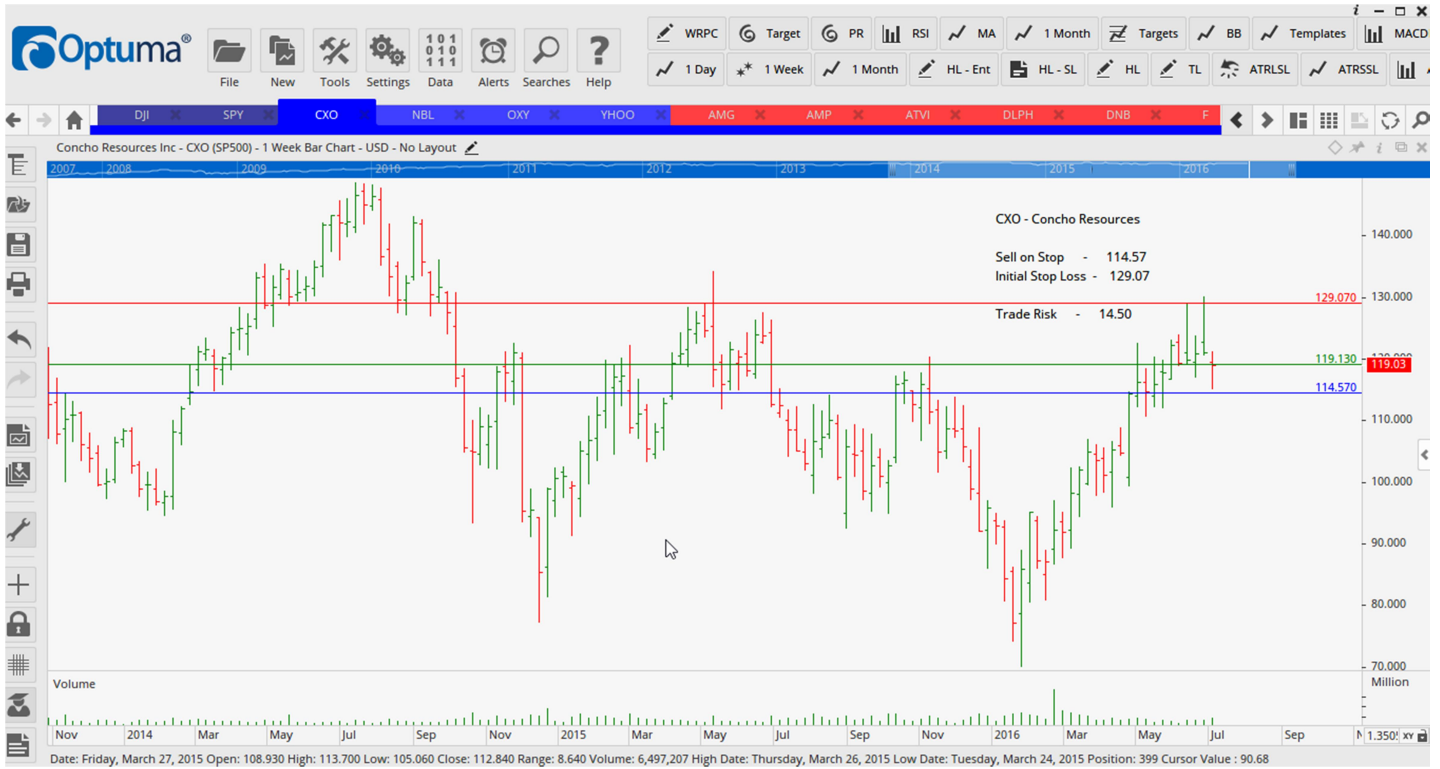 Optuma®
File New Tools Settings Data Alerts Searches Help
WRPC Target PR RSI MA 1 Month Targets BB Templates MACD
1 Day 1 Week 1 Month HL - Ent HL - SL HL TL ATRLSL ATRSSL
DJI SPY CXO NBL OXY YHOO AMG AMP ATVI DLPH DNB F
Concho Resources Inc - CXO (SP500) - 1 Week Bar Chart - USD - No Layout
2007 2008 2009 2010 2011 2012 2013 2014 2015 2016
CXO - Concho Resources
140.000
Sell on Stop - 114.57
Initial Stop Loss - 129.07
129.070 130.000
Trade Risk - 14.50
119.130
119.03
114.570
110.000
100.000
90.000
80.000
70.000
Volume Million
Nov 2014 Mar May Jul Sep Nov 2015 Mar May Jul Sep Nov 2016 Mar May Jul Sep XY
Date: Friday, March 27, 2015 Open: 108.930 High: 113.700 Low: 105.060 Close: 112.840 Range: 8.640 Volume: 6,497,207 High Date: Thursday, March 26, 2015 Low Date: Tuesday, March 24, 2015 Position: 399 Cursor Value : 90.68